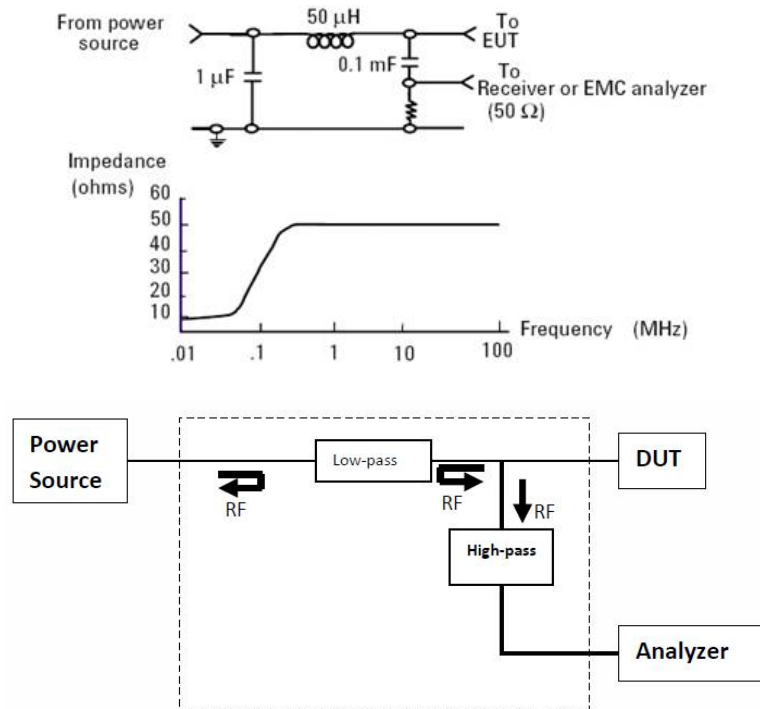 From power
source
50 µH
To
EUT
1 µF
0.1 mF
To
Receiver or EMC analyzer
(50 Ω)
Impedance
(ohms)
60
50
40
30
20
10
.01
.1
1
10
100
Frequency (MHz)
Power
Source
Low-pass
DUT
RF
RF
RF
High-pass
Analyzer